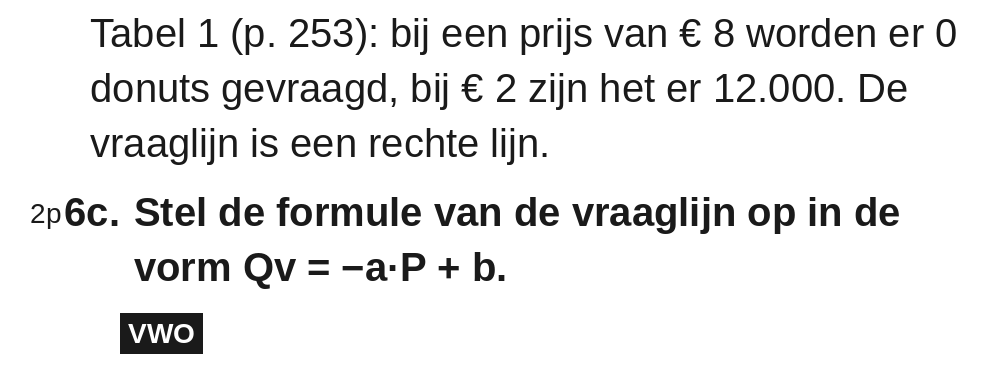 Tabel 1 (p. 253): bij een prijs van € 8 worden er 0
donuts gevraagd, bij € 2 zijn het er 12.000. De
vraaglijn is een rechte lijn.
2p6c. Stel de formule van de vraaglijn op in de
vorm Qv = −a·P + b.
VWO